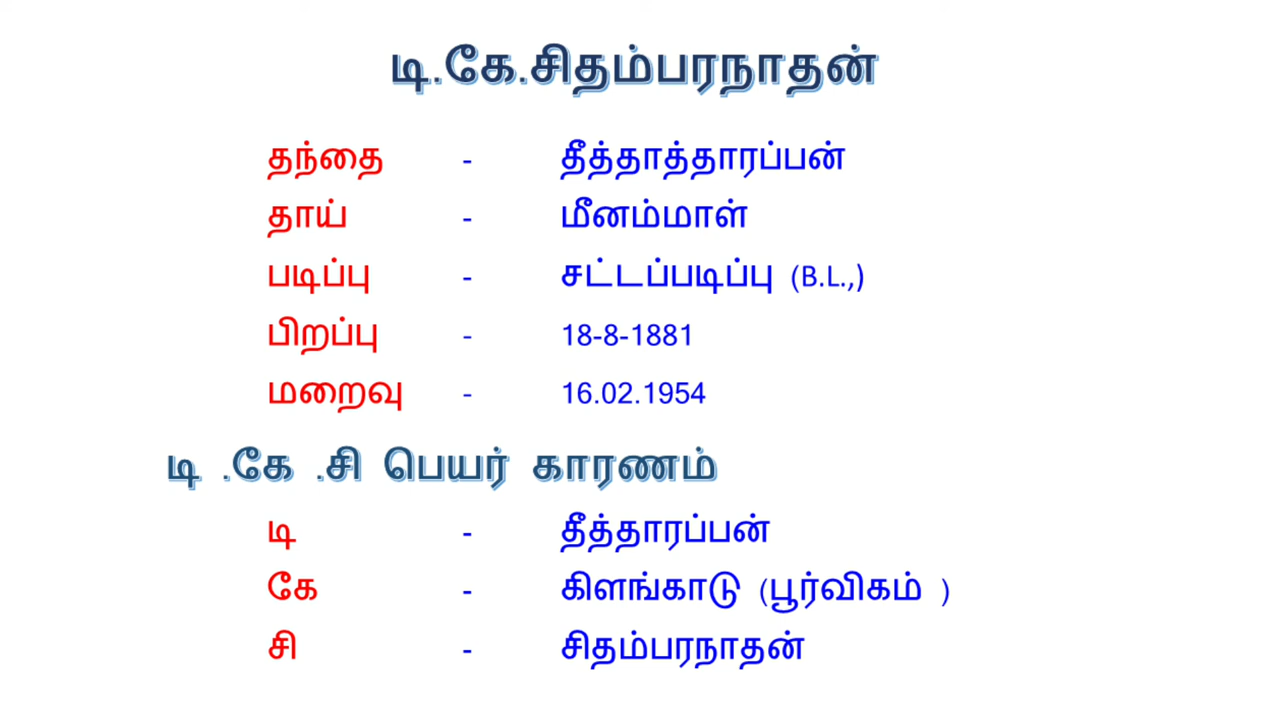 டி.கே.சிதம்பரநாதன்
தந்தை - தீத்தாத்தாரப்பன்
தாய் - மீனம்மாள்
படிப்பு - சட்டப்படிப்பு (B.L.,)
பிறப்பு - 18-8-1881
மறைவு - 16.02.1954
டி .கே .சி பெயர் காரணம்
டி - தீத்தாரப்பன்
கே - கிளங்காடு (பூர்விகம் )
சி - சிதம்பரநாதன்